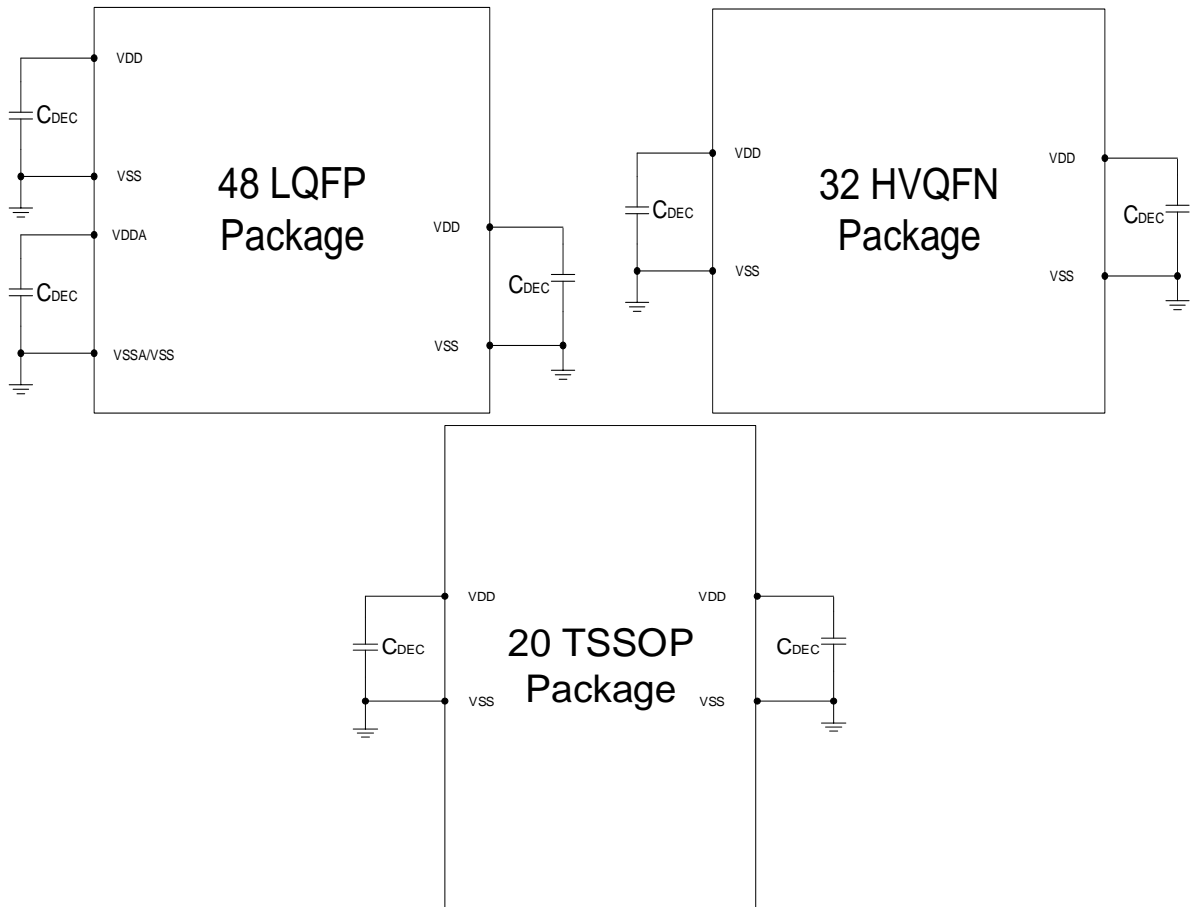 VDD
CDEC
VSS
VDDA
CDEC
VSSA/VSS
48 LQFP
Package
VDD
CDEC
VSS
VDD
CDEC
VSS
32 HVQFN
Package
VDD
CDEC
VSS
VDD
CDEC
VSS
20 TSSOP
Package
VDD
CDEC
VSS